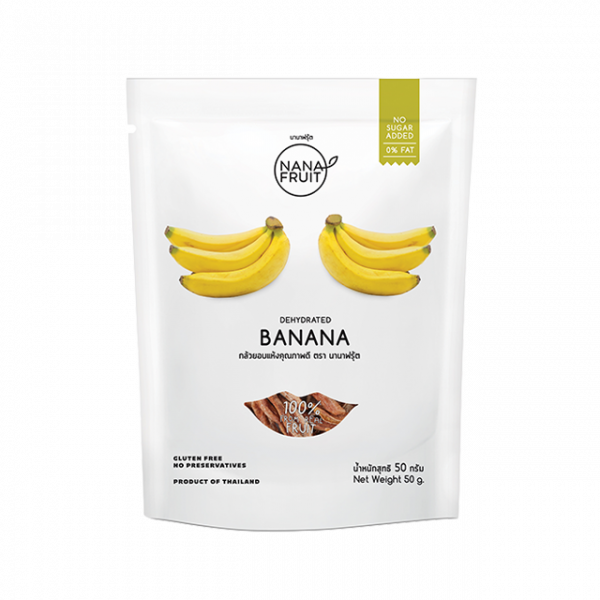 นานาฟรุ๊ต
NANA
FRUIT
NO
SUGAR
ADDED
0% FAT
DEHYDRATED
BANANA
กล้วยอบแห้งคุณภาพดี ตรา นานาฟรุ๊ต
100%
FROM REAL
FRUIT
GLUTEN FREE
NO PRESERVATIVES
PRODUCT OF THAILAND
น้ำหนักสุทธิ 50 กรัม
Net Weight 50 g.